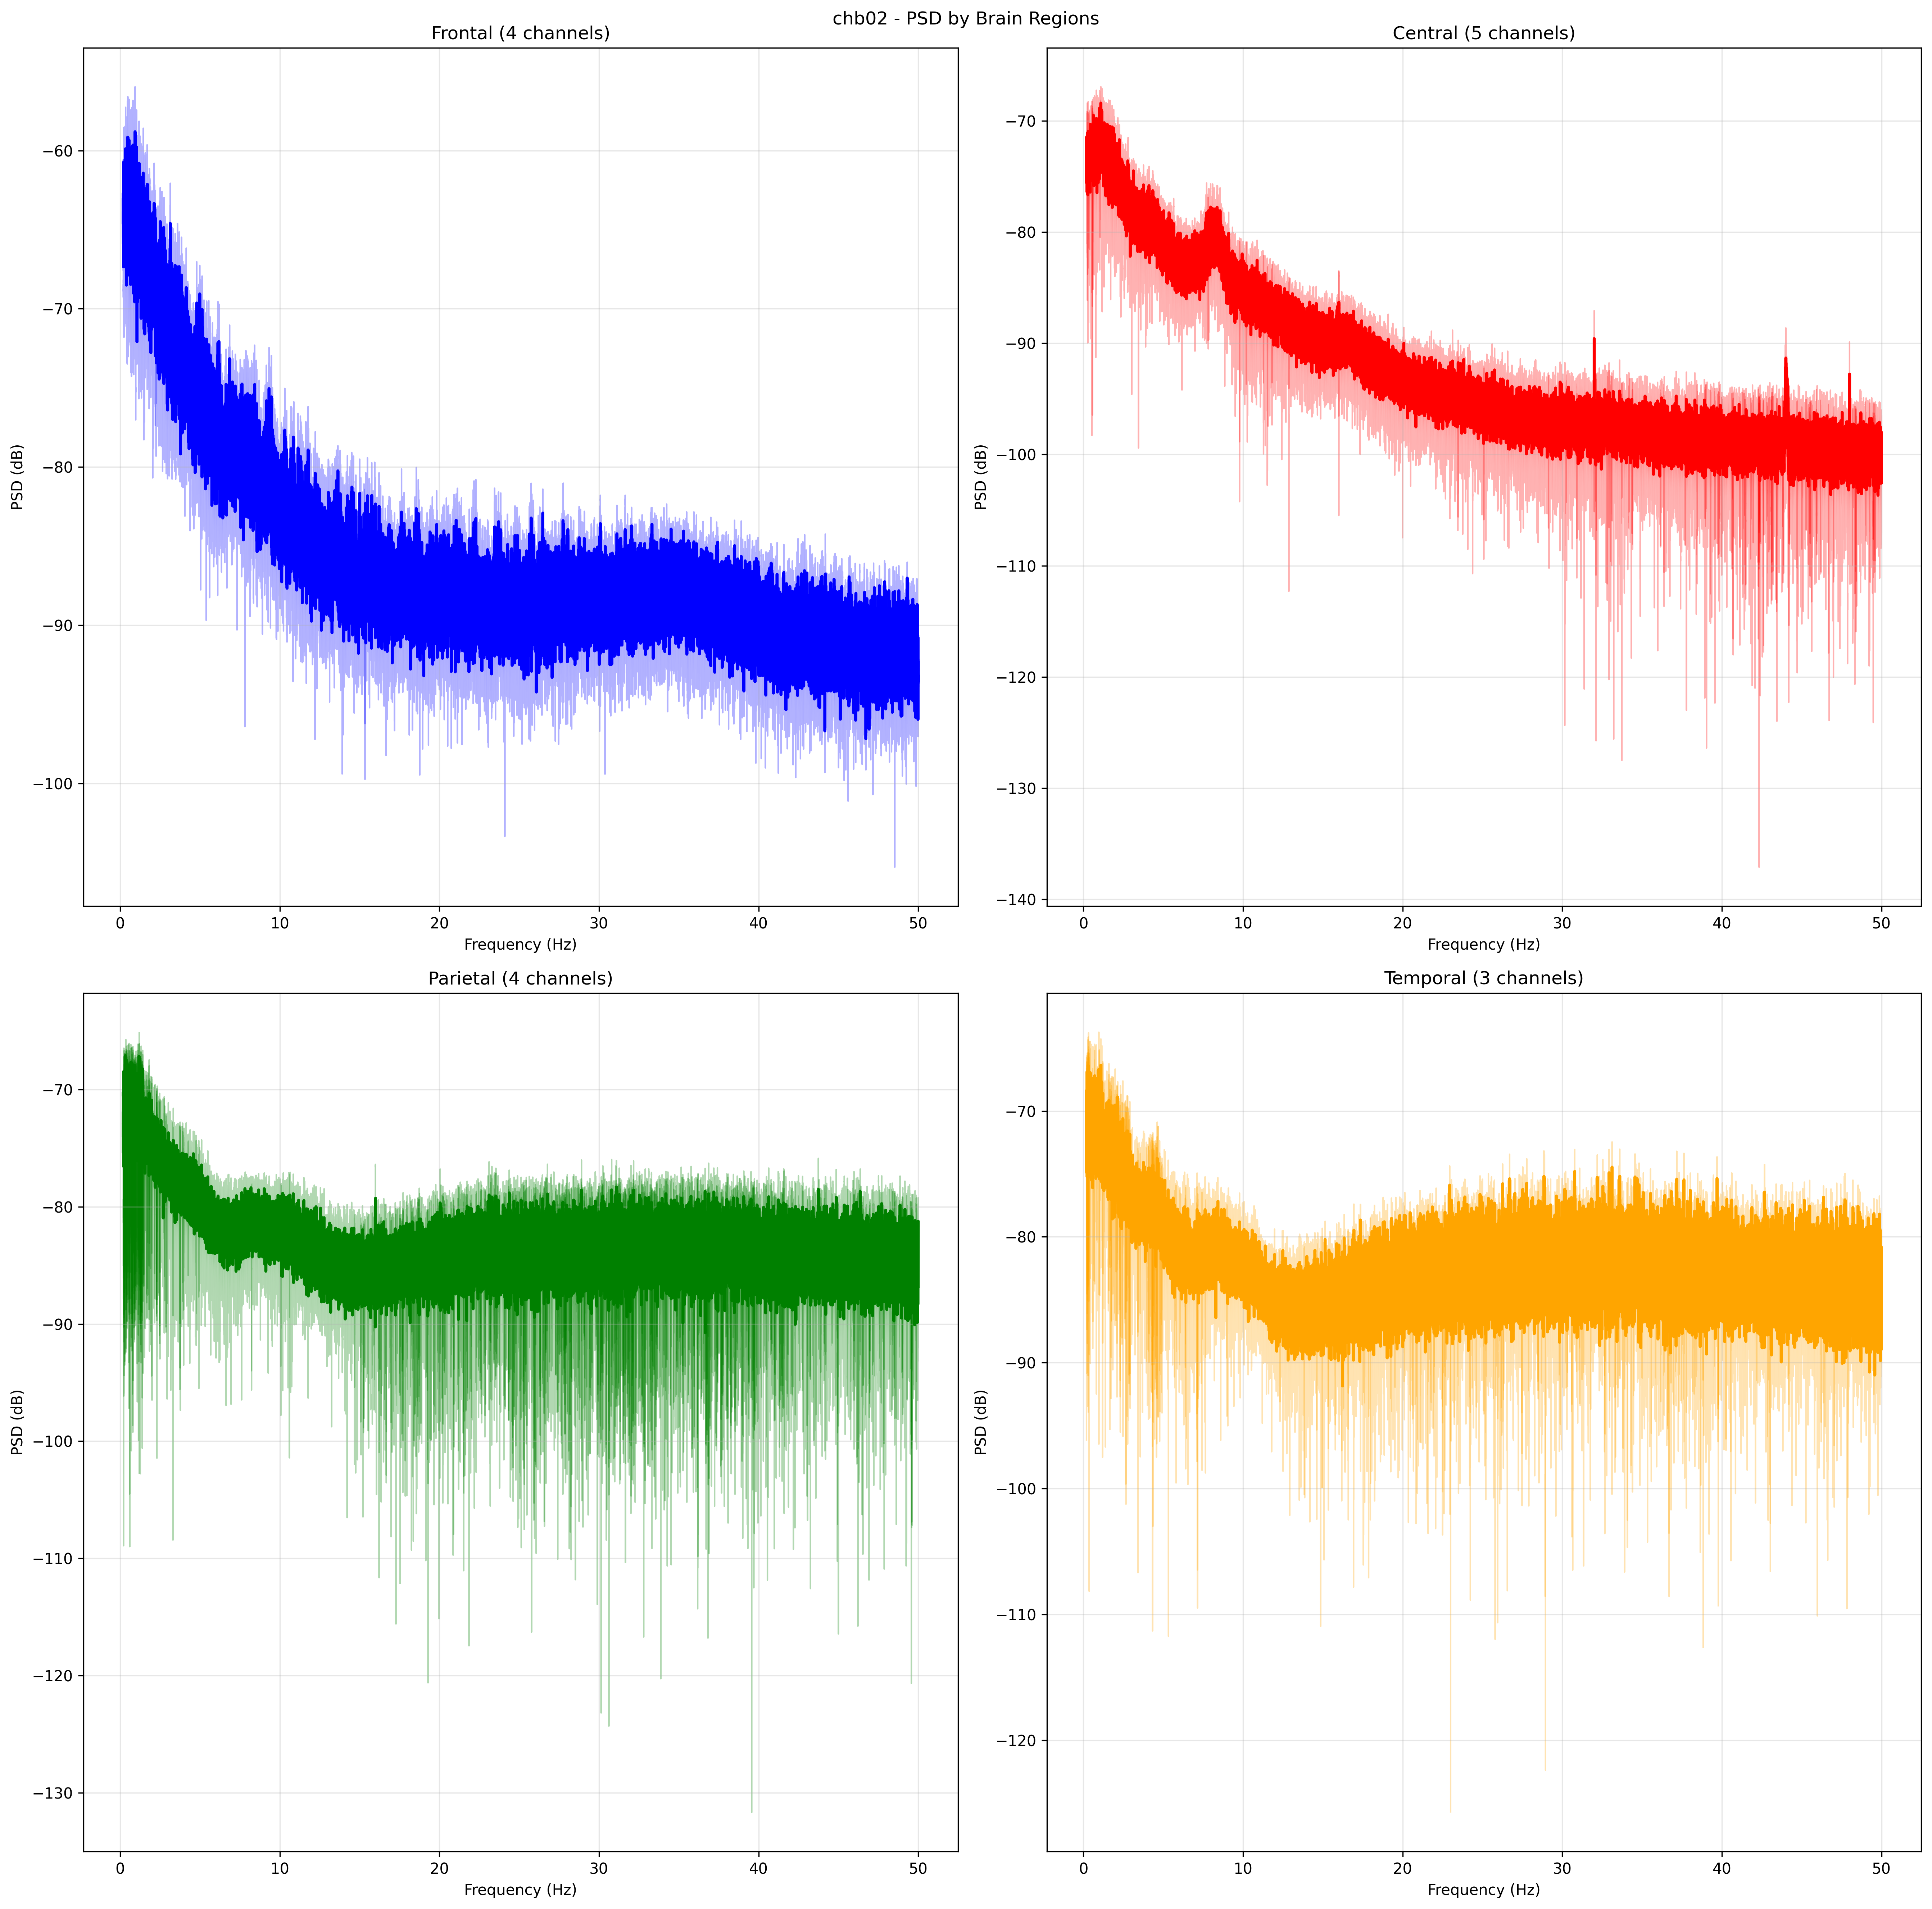 chb02 - PSD by Brain Regions
Frontal (4 channels)
PSD (dB)
−60
−70
−80
−90
−100
0 10 20 30 40 50
Frequency (Hz)
Central (5 channels)
PSD (dB)
−70
−80
−90
−100
−110
−120
−130
−140
0 10 20 30 40 50
Frequency (Hz)
Parietal (4 channels)
PSD (dB)
−70
−80
−90
−100
−110
−120
−130
0 10 20 30 40 50
Frequency (Hz)
Temporal (3 channels)
PSD (dB)
−70
−80
−90
−100
−110
−120
0 10 20 30 40 50
Frequency (Hz)